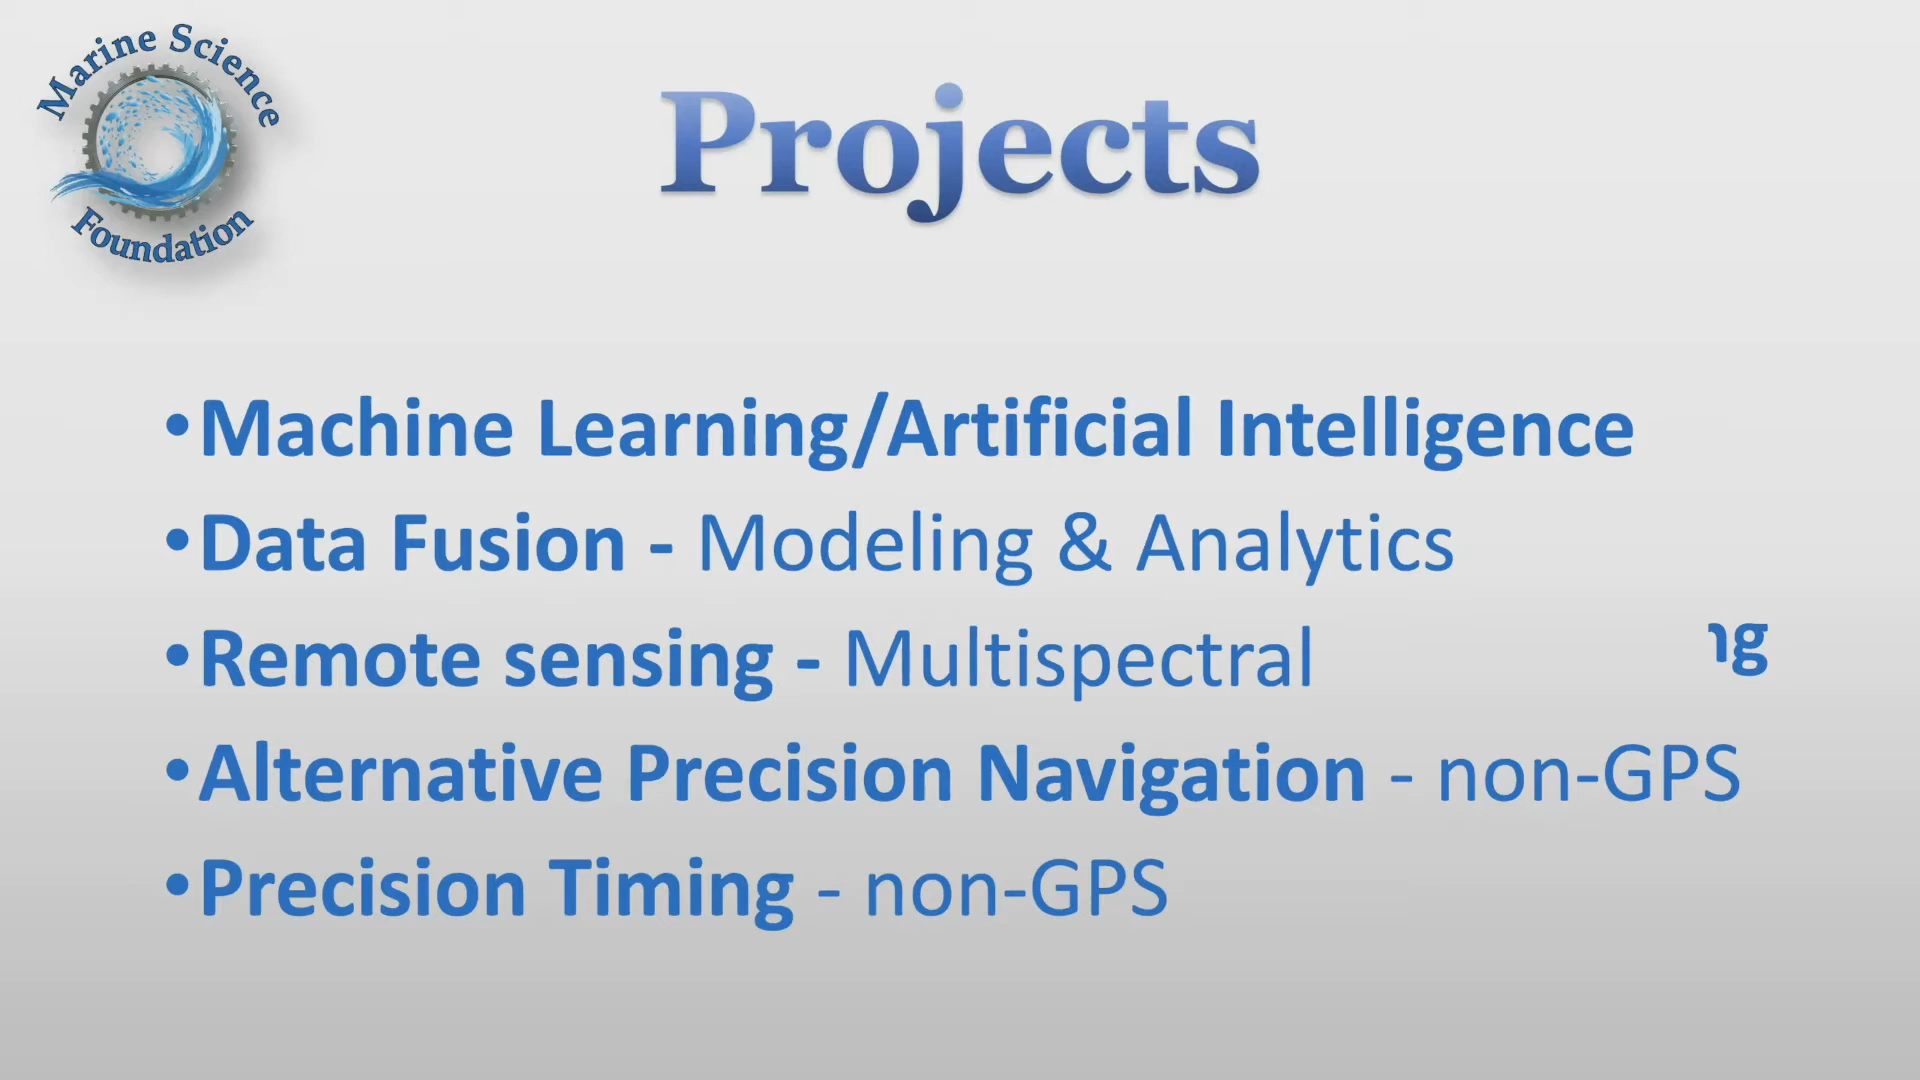 Marine Science
Foundation
Projects
•Machine Learning/Artificial Intelligence
•Data Fusion - Modeling & Analytics
•Remote sensing - Multispectral
•Alternative Precision Navigation - non-GPS
•Precision Timing - non-GPS